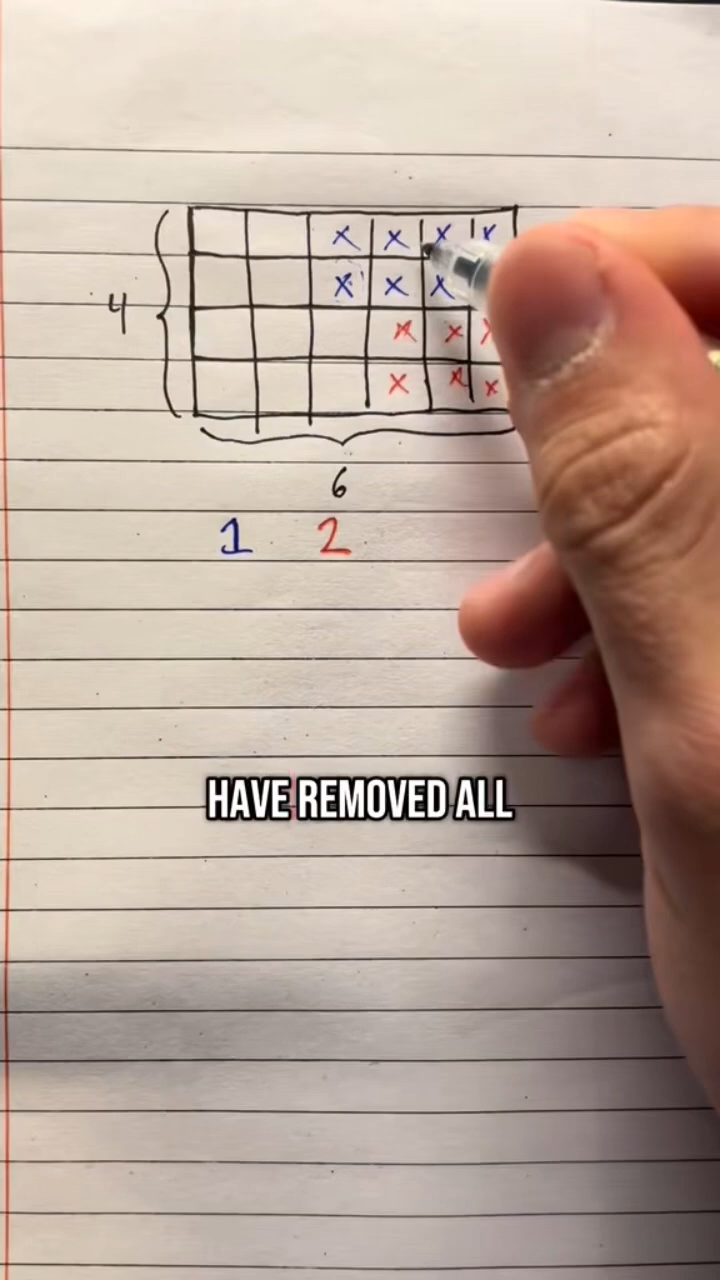 x x x x
x x x
4
x x x
x x x
6
1 2
HAVE REMOVED ALL